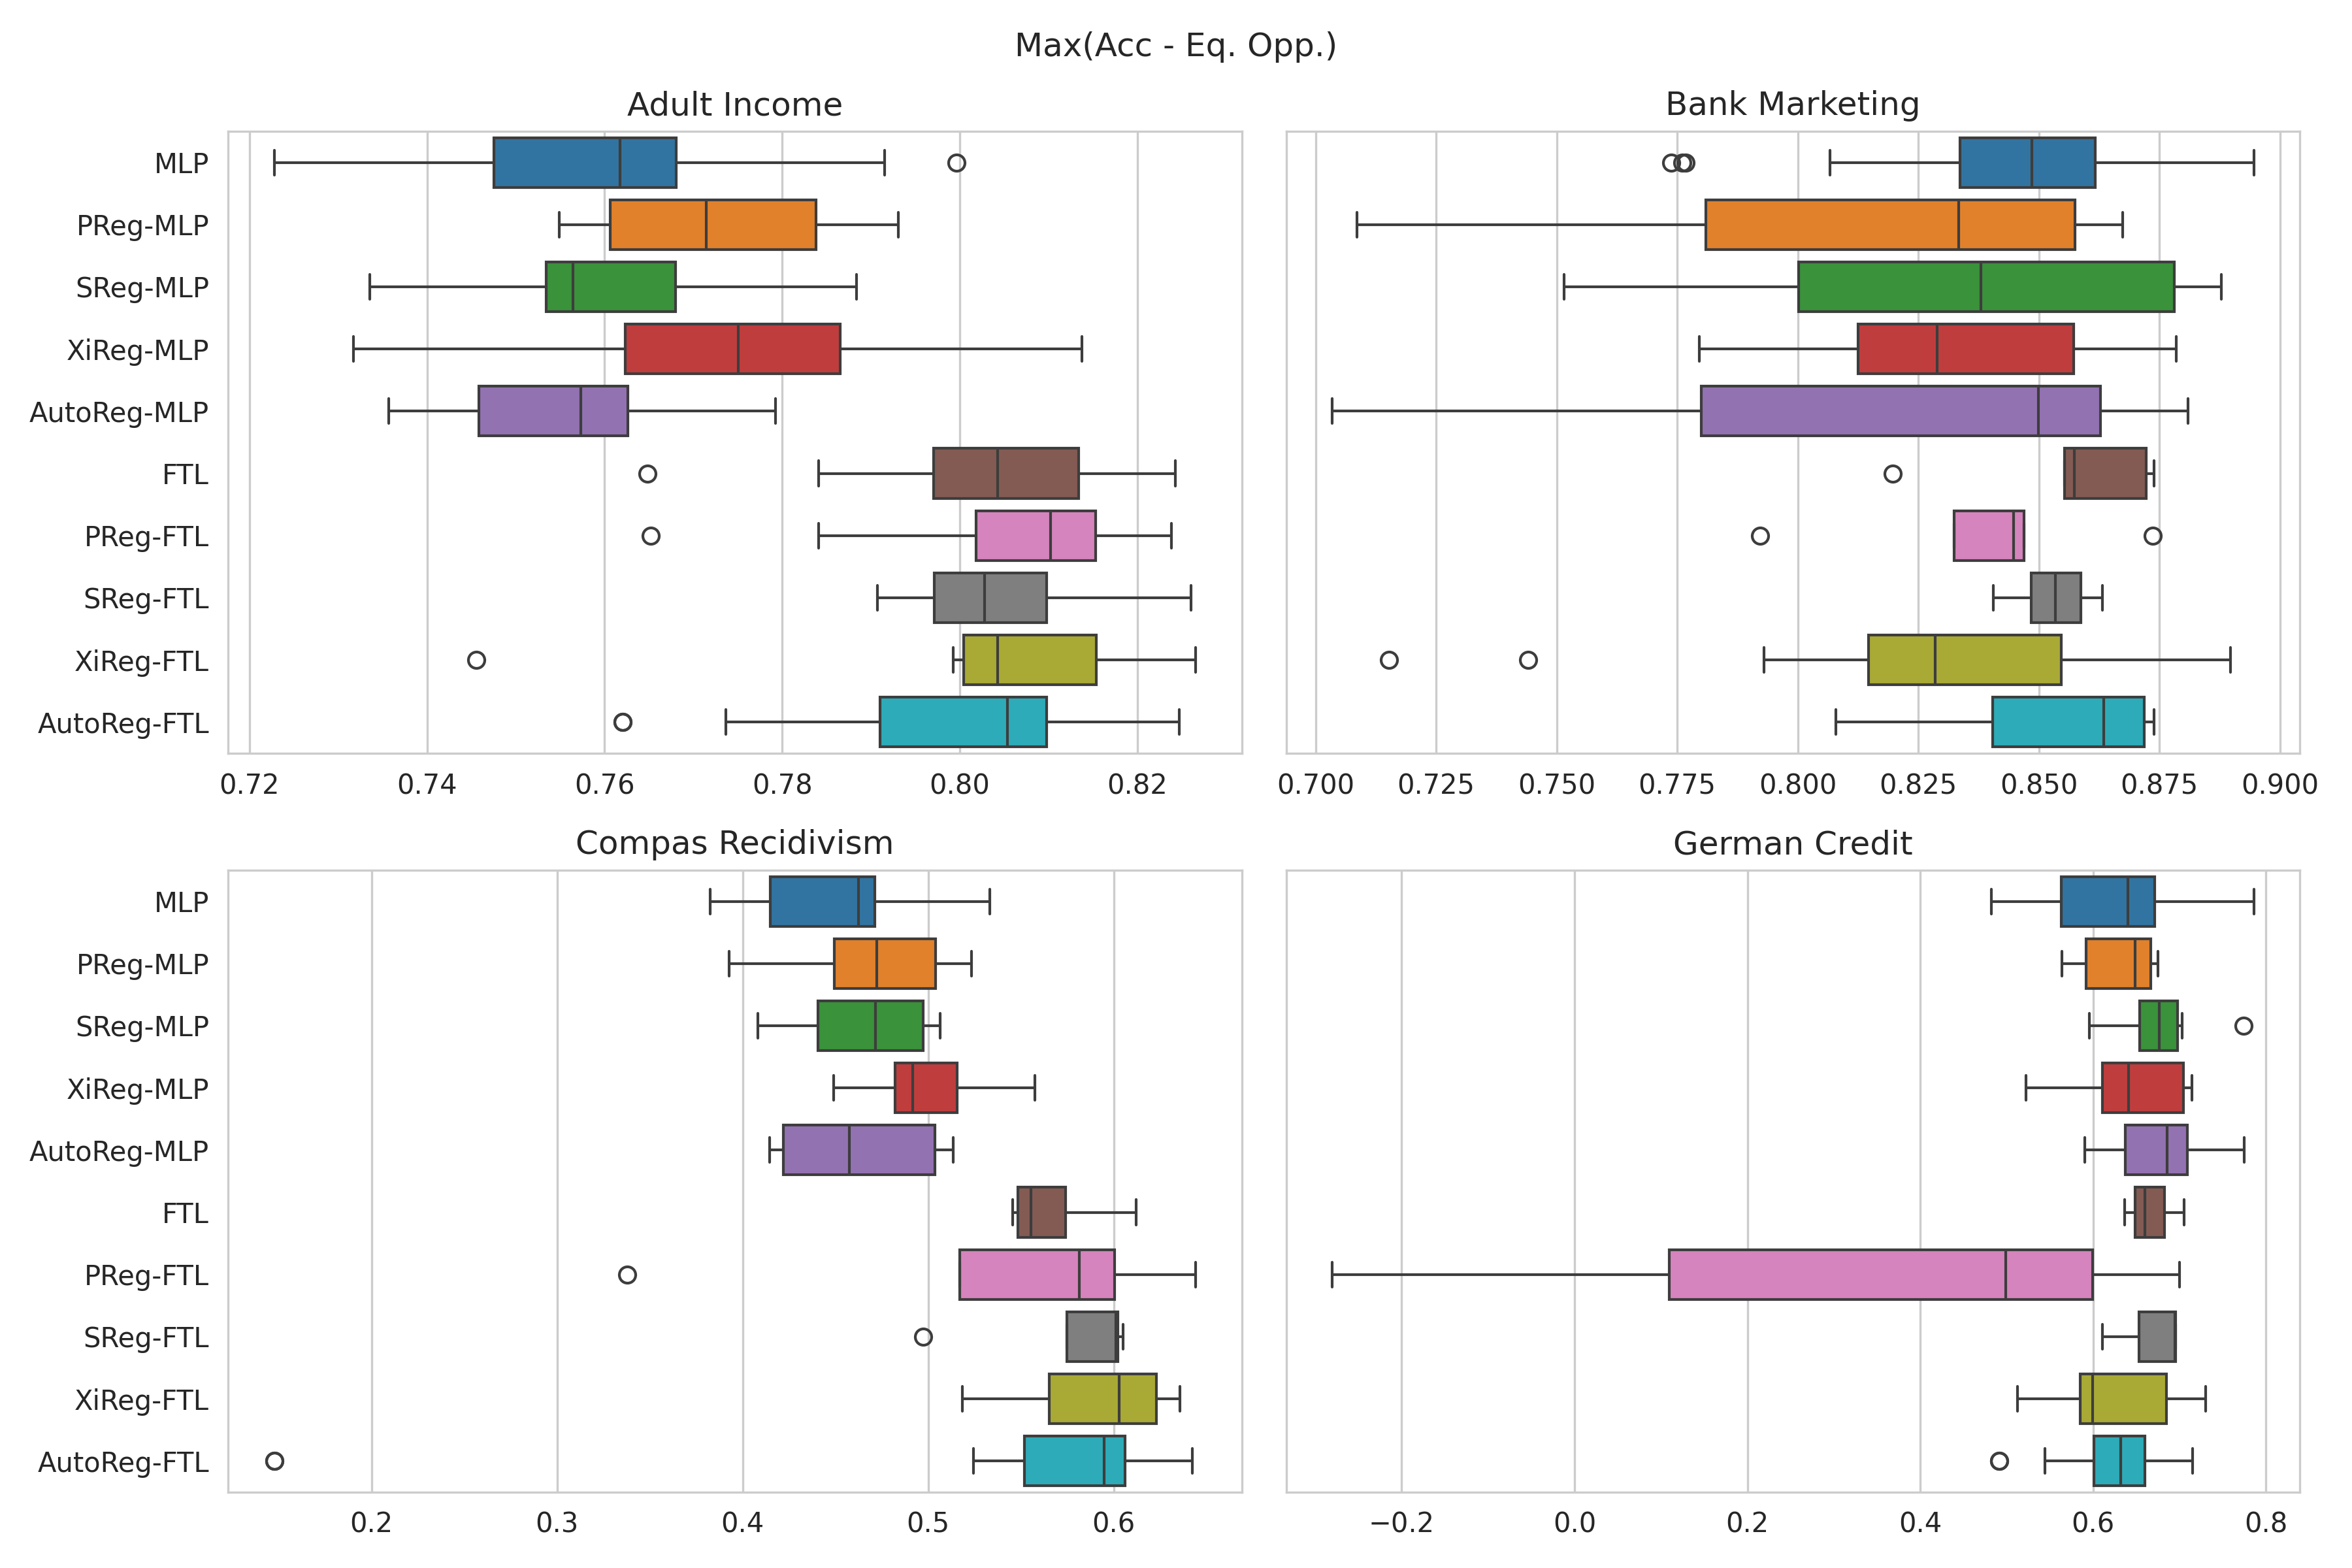 Max(Acc - Eq. Opp.)
Adult Income
MLP
PReg-MLP
SReg-MLP
XiReg-MLP
AutoReg-MLP
FTL
PReg-FTL
SReg-FTL
XiReg-FTL
AutoReg-FTL
0.72 0.74 0.76 0.78 0.80 0.82
Bank Marketing
0.700 0.725 0.750 0.775 0.800 0.825 0.850 0.875 0.900
Compas Recidivism
MLP
PReg-MLP
SReg-MLP
XiReg-MLP
AutoReg-MLP
FTL
PReg-FTL
SReg-FTL
XiReg-FTL
AutoReg-FTL
0.2 0.3 0.4 0.5 0.6
German Credit
−0.2 0.0 0.2 0.4 0.6 0.8